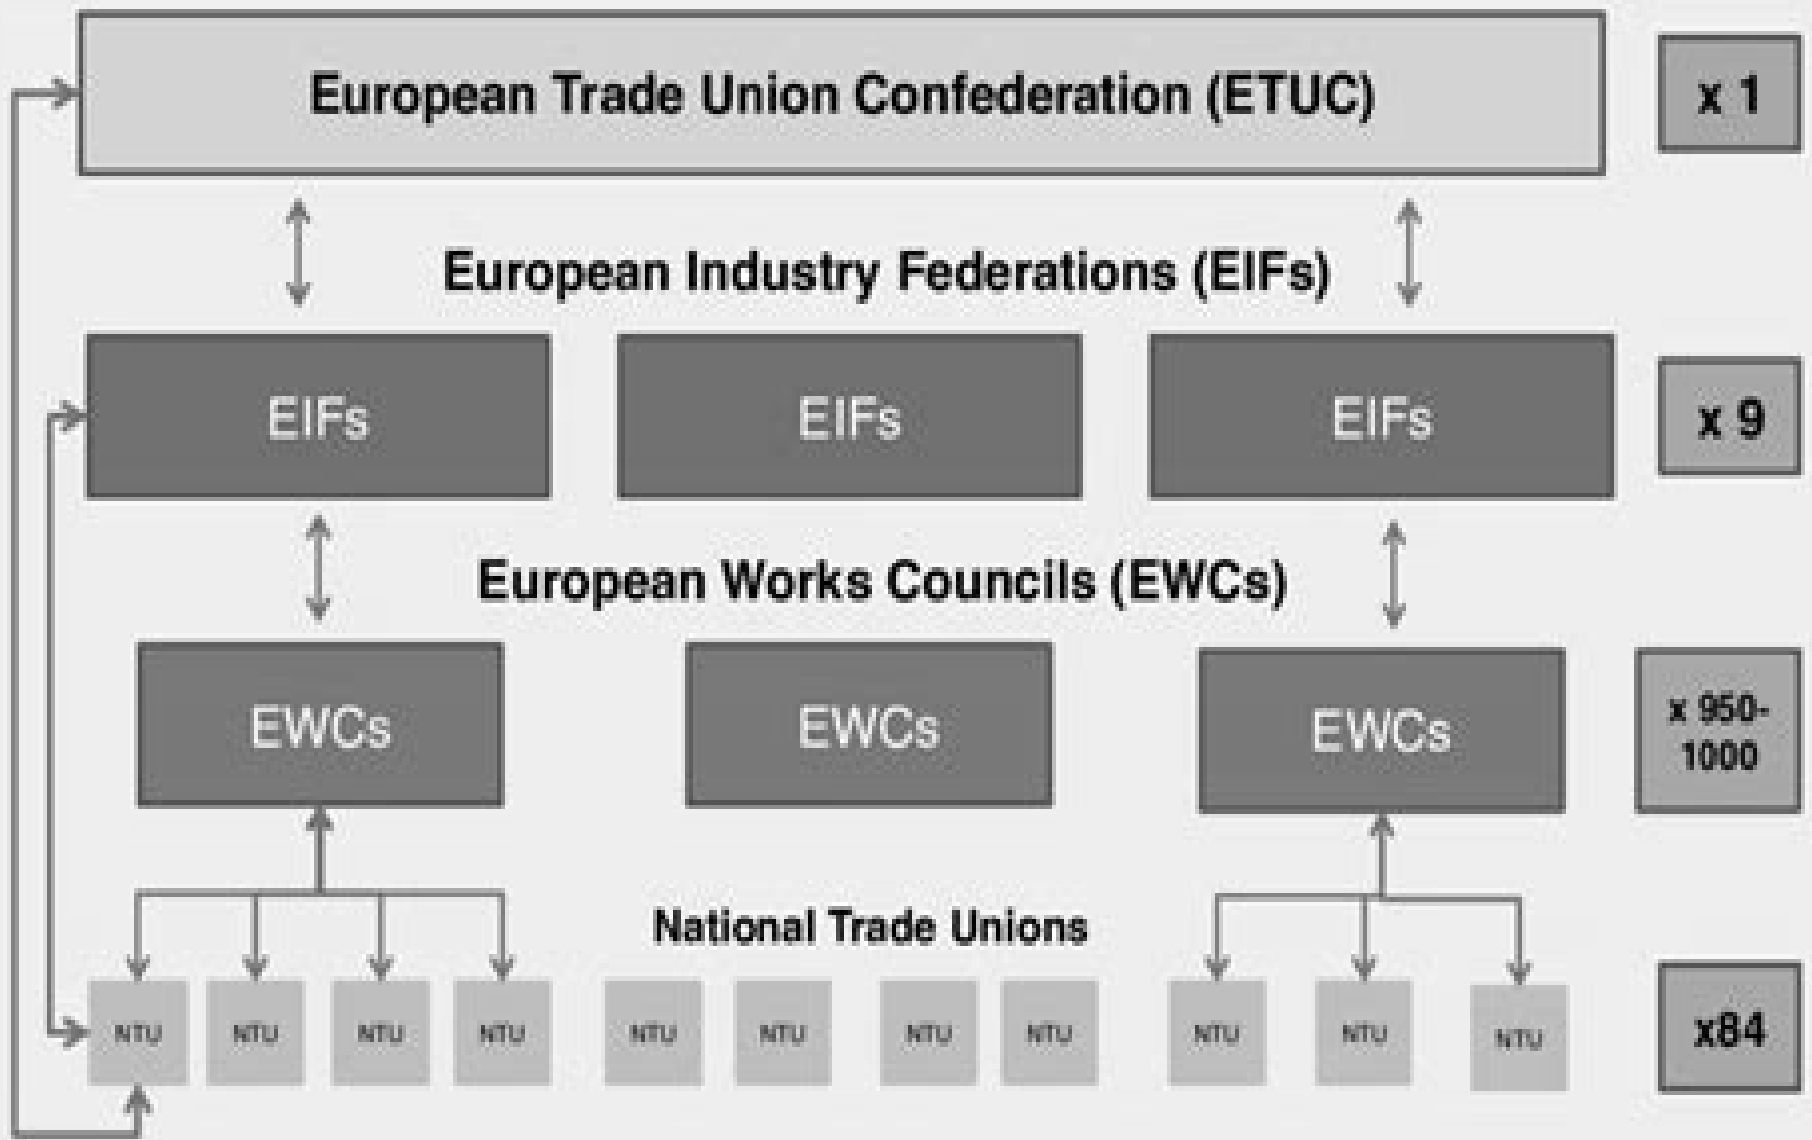 European Trade Union Confederation (ETUC)
x 1
European Industry Federations (EIFs)
EIFs
EIFs
EIFs
x 9
European Works Councils (EWCs)
EWCs
EWCs
EWCs
x 950-
1000
National Trade Unions
NTU
NTU
NTU
NTU
NTU
NTU
NTU
NTU
NTU
NTU
NTU
x84